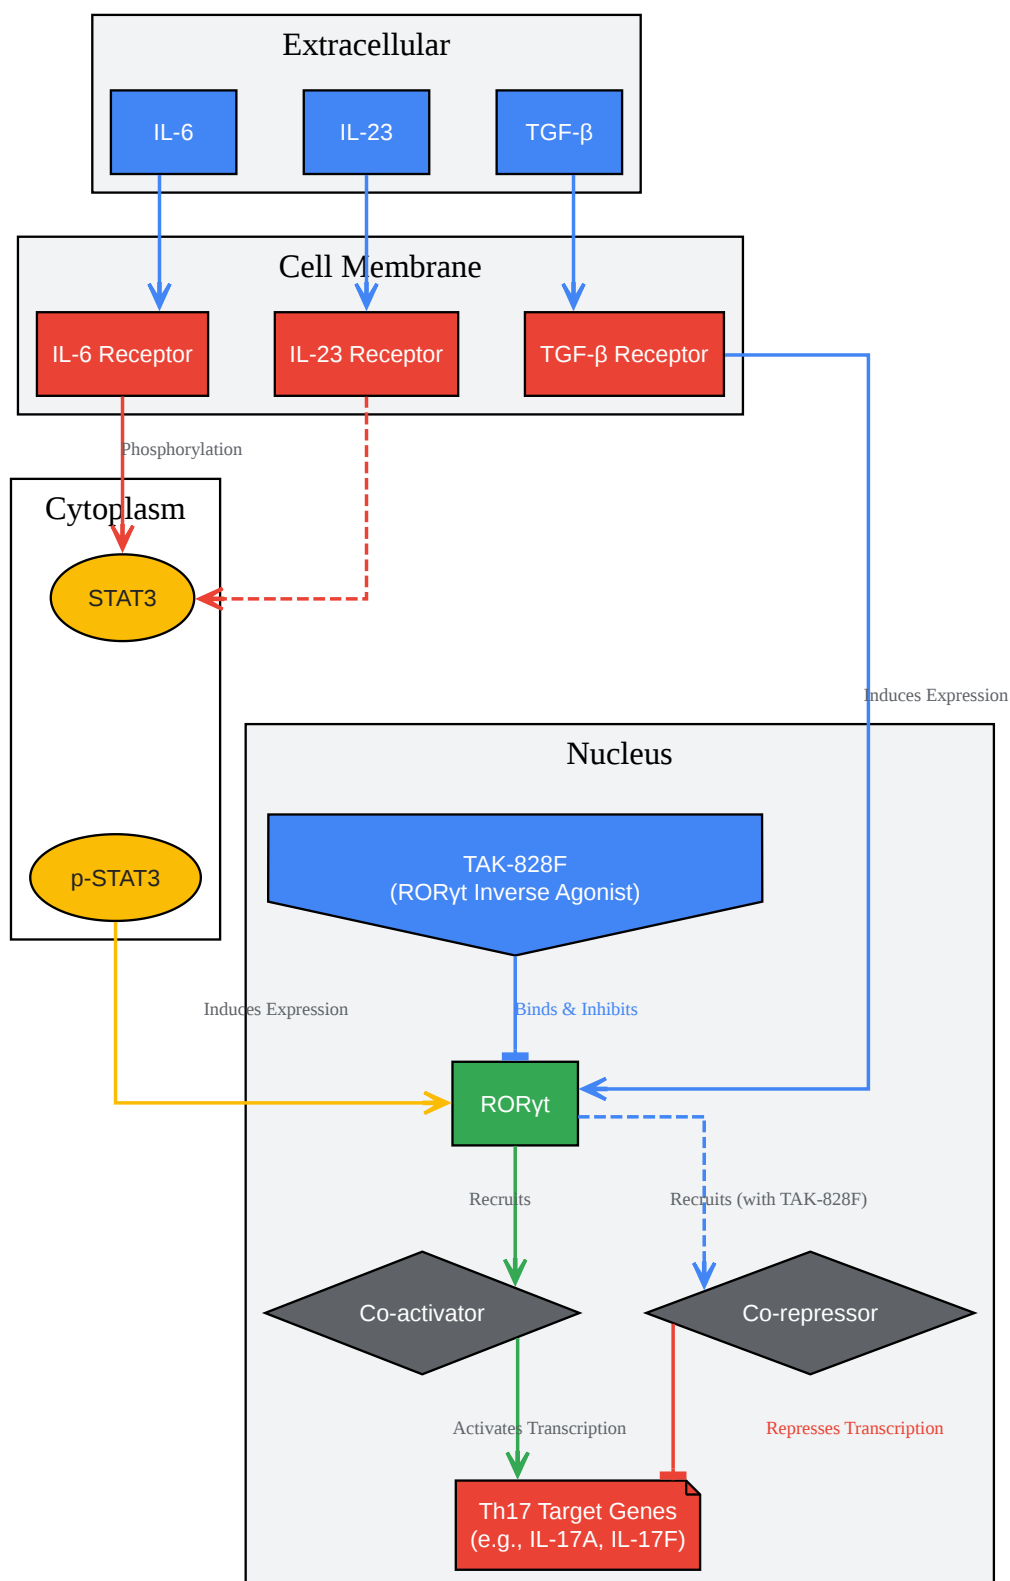 Extracellular
IL-6
IL-23
TGF-β
Cell Membrane
IL-6 Receptor
IL-23 Receptor
TGF-β Receptor
Phosphorylation
Cytoplasm
STAT3
Induces Expression
Nucleus
TAK-828F
(RORγt Inverse Agonist)
p-STAT3
Induces Expression
Binds & Inhibits
RORγt
Recruits
Recruits (with TAK-828F)
Co-activator
Co-repressor
Activates Transcription
Represses Transcription
Th17 Target Genes
(e.g., IL-17A, IL-17F)